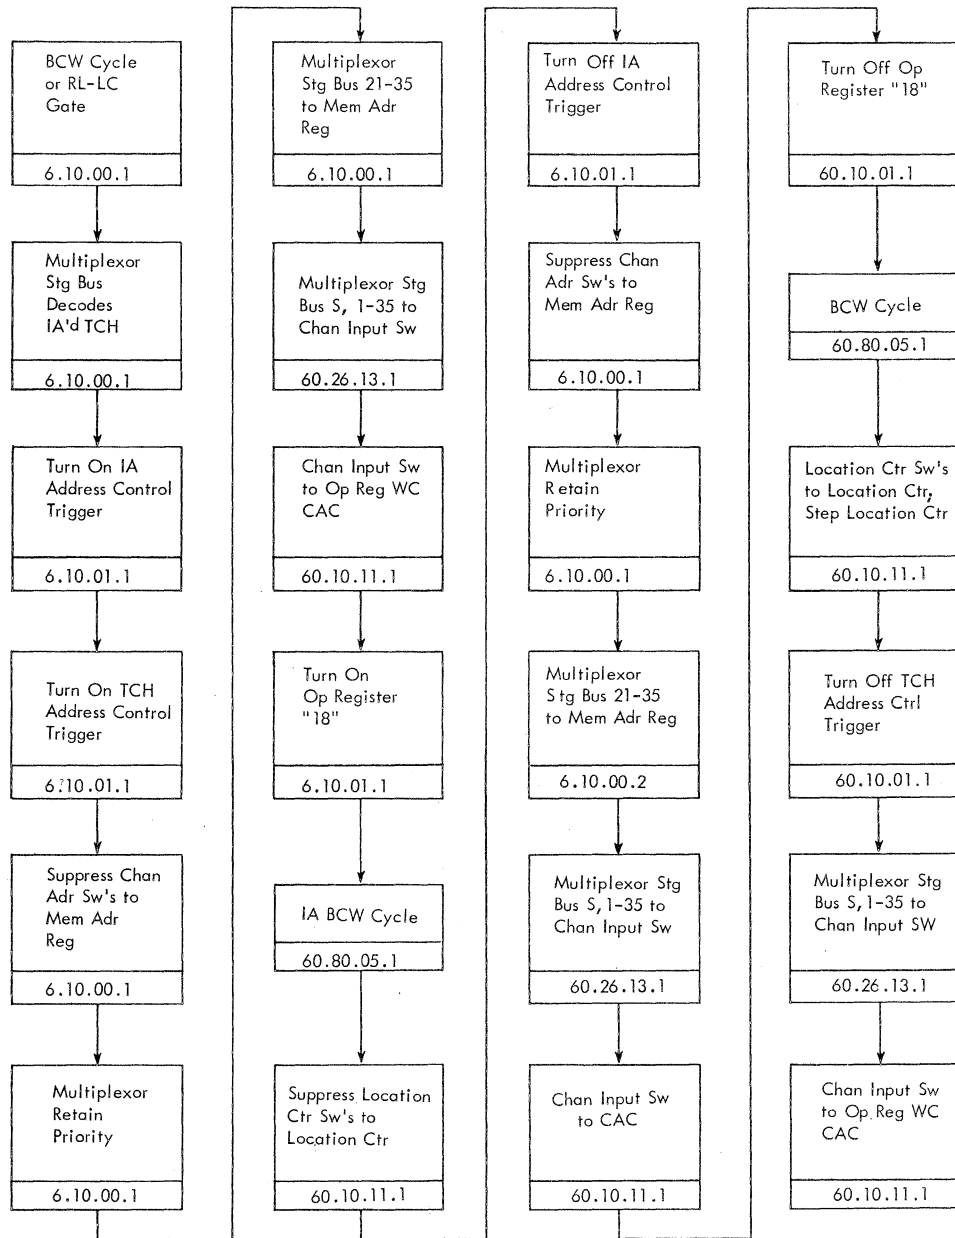 BCW Cycle
or RL-LC
Gate
6.10.00.1
Multiplexor
Stg Bus
Decodes
IA'd TCH
6.10.00.1
Turn On IA
Address Control
Trigger
6.10.01.1
Turn On TCH
Address Control
Trigger
6.10.01.1
Suppress Chan
Adr Sw's to
Mem Adr
Reg
6.10.00.1
Multiplexor
Retain
Priority
6.10.00.1
Multiplexor
Stg Bus 21-35
to Mem Adr
Reg
6.10.00.1
Multiplexor Stg
Bus S, 1-35 to
Chan Input Sw
60.26.13.1
Chan Input Sw
to Op Reg WC
CAC
60.10.11.1
Turn On
Op Register
"18"
6.10.01.1
IA BCW Cycle
60.80.05.1
Suppress Location
Ctr Sw's to
Location Ctr
60.10.11.1
Turn Off IA
Address Control
Trigger
6.10.01.1
Suppress Chan
Adr Sw's to
Mem Adr Reg
6.10.00.1
Multiplexor
Retain
Priority
6.10.00.1
Multiplexor
Stg Bus 21-35
to Mem Adr Reg
6.10.00.2
Multiplexor Stg
Bus S, 1-35 to
Chan Input Sw
60.26.13.1
Chan Input Sw
to CAC
60.10.11.1
Turn Off Op
Register "18"
60.10.01.1
BCW Cycle
60.80.05.1
Location Ctr Sw's
to Location Ctr,
Step Location Ctr
60.10.11.1
Turn Off TCH
Address Ctrl
Trigger
60.10.01.1
Multiplexor Stg
Bus S, 1-35 to
Chan Input SW
60.26.13.1
Chan Input Sw
to Op Reg WC
CAC
60.10.11.1